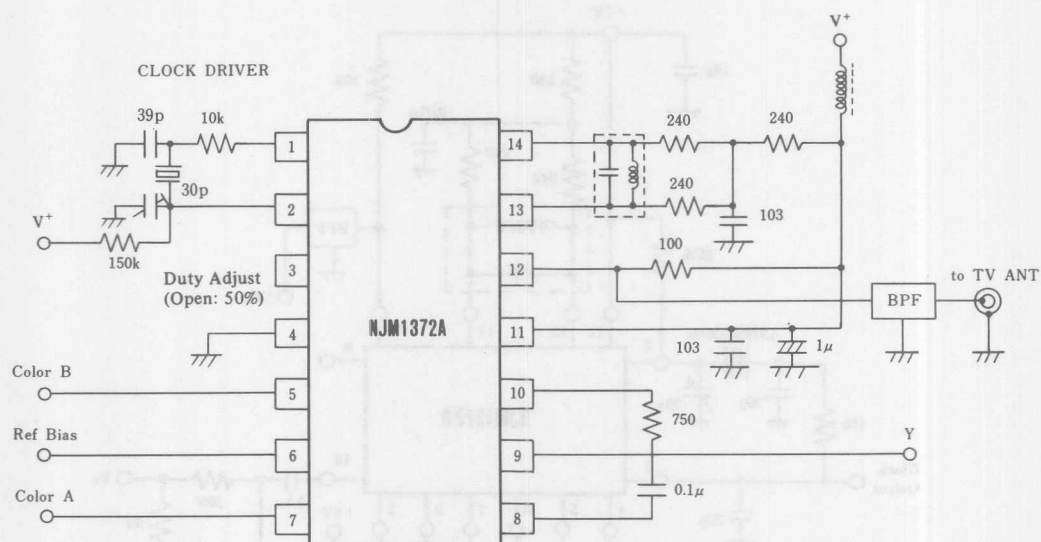 V+
CLOCK DRIVER
39p
10k
30p
V+
150k
Duty Adjust
(Open: 50%)
Color B
Ref Bias
Color A
1
2
3
4
5
6
7
NJM1372A
14
13
12
11
10
9
8
240
240
240
103
100
to TV ANT
BPF
103
1μ
750
Y
0.1μ